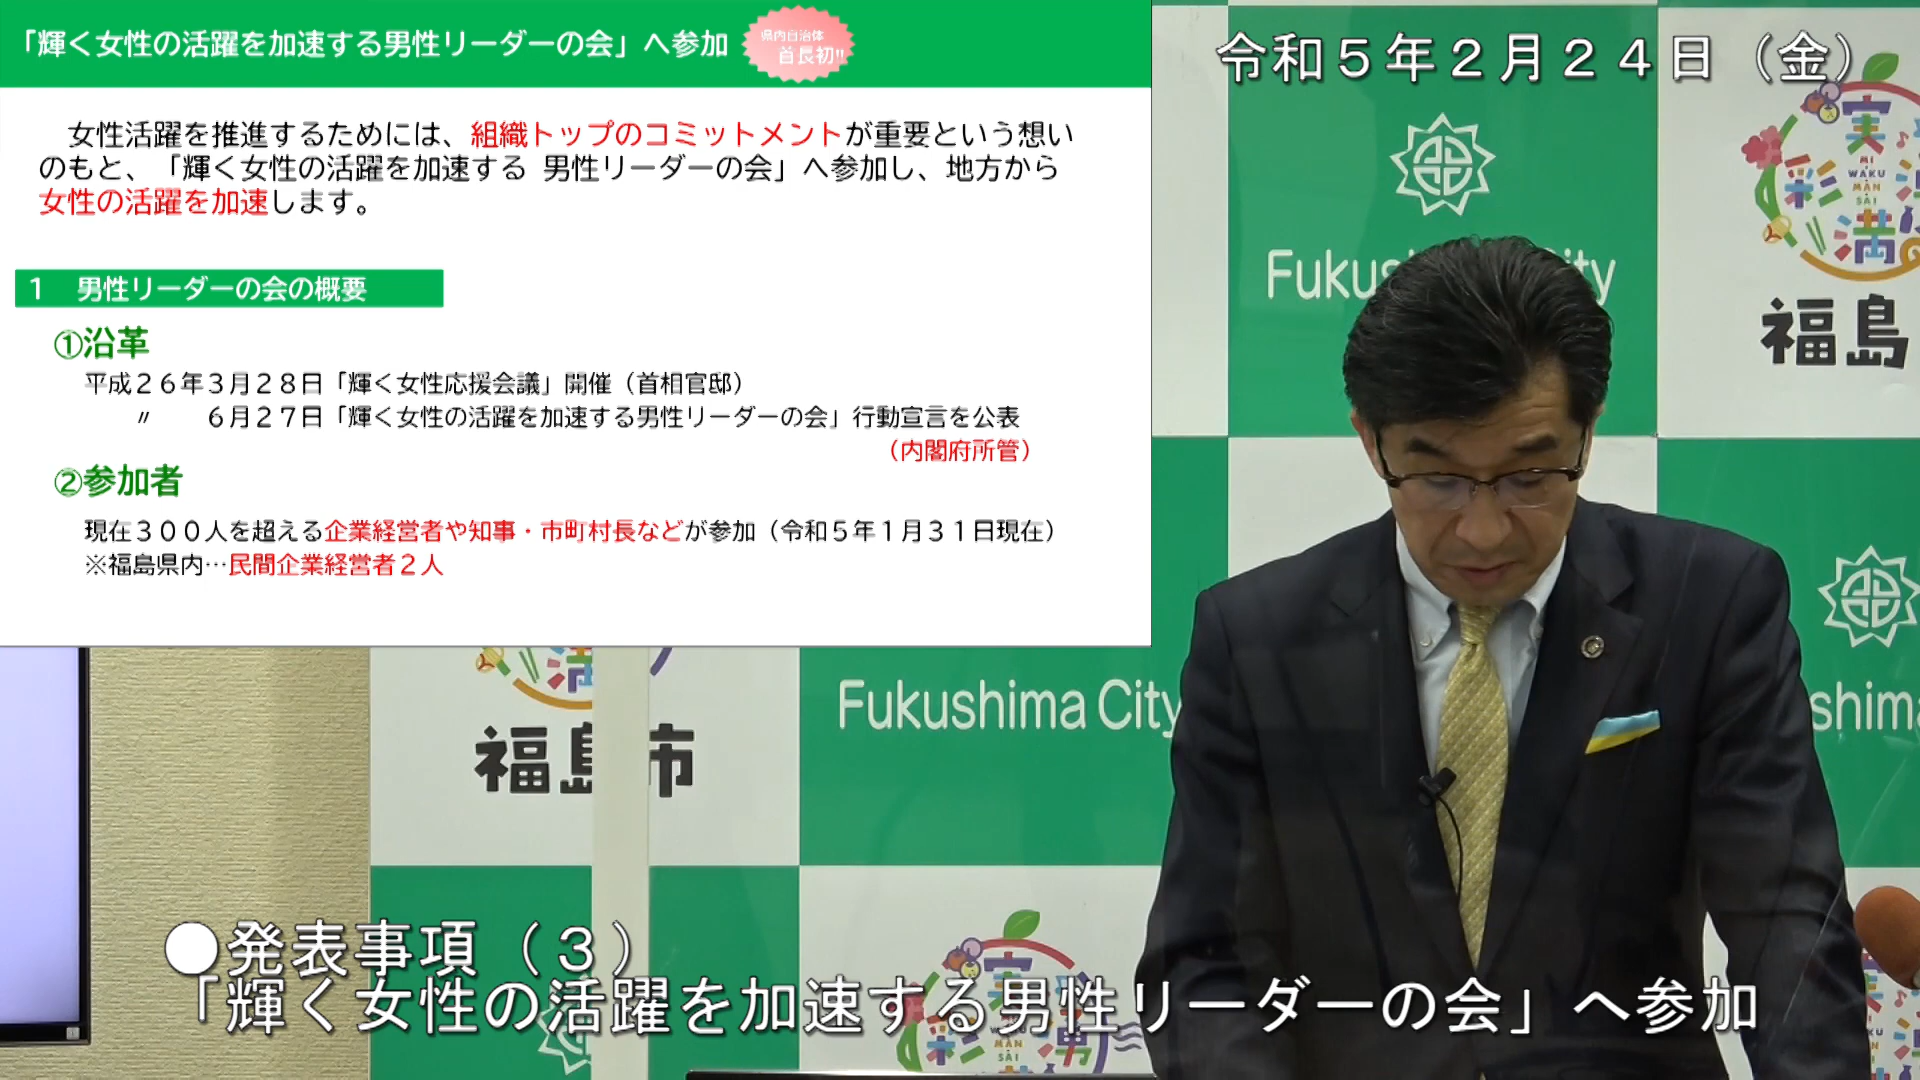 「輝く女性の活躍を加速する男性リーダーの会」へ参加
県内自治体
首長初!!
女性活躍を推進するためには、組織トップのコミットメントが重要という想い
のもと、「輝く女性の活躍を加速する 男性リーダーの会」へ参加し、地方から
女性の活躍を加速します。
1 男性リーダーの会の概要
①沿革
平成２６年３月２８日「輝く女性応援会議」開催（首相官邸）
〃 ６月２７日「輝く女性の活躍を加速する男性リーダーの会」行動宣言を公表
（内閣府所管）
②参加者
現在３００人を超える企業経営者や知事・市町村長などが参加（令和５年１月３１日現在）
※福島県内…民間企業経営者２人
令和５年２月２４日（金）
実
MI
WAKU
MAN
SAI
彩
満
Fukus
ity
福島
福島市
Fukushima City
shima
実
MAN
SAI
彩
●発表事項（３）
「輝く女性の活躍を加速する男性リーダーの会」へ参加